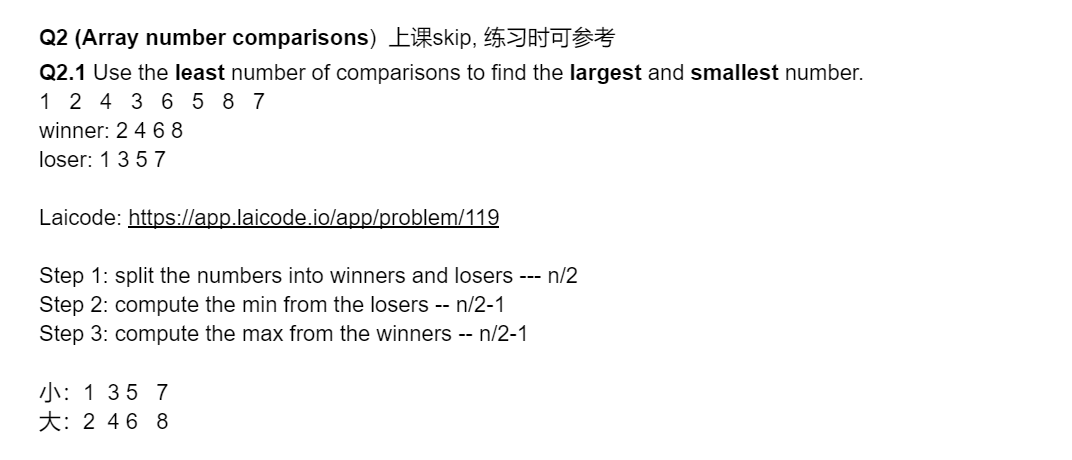 Q2 (Array number comparisons) 上课skip, 练习时可参考
Q2.1 Use the least number of comparisons to find the largest and smallest number.
1 2 4 3 6 5 8 7
winner: 2 4 6 8
loser: 1 3 5 7
Laicode: https://app.laicode.io/app/problem/119
Step 1: split the numbers into winners and losers --- n/2
Step 2: compute the min from the losers -- n/2-1
Step 3: compute the max from the winners -- n/2-1
小：1 3 5 7
大：2 4 6 8